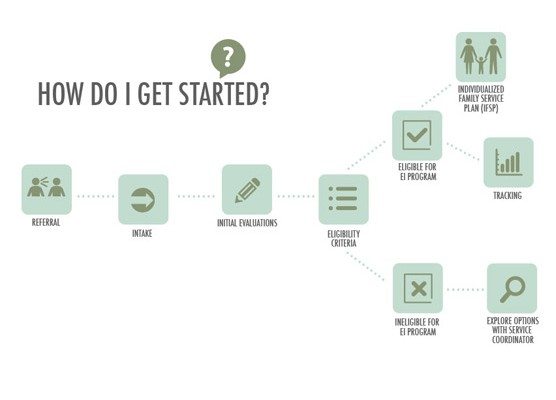 ?
HOW DO I GET STARTED?
REFERRAL
INTAKE
INITIAL EVALUATIONS
ELIGIBILITY
CRITERIA
ELIGIBLE FOR
EI PROGRAM
INDIVIDUALIZED
FAMILY SERVICE
PLAN (IFSP)
TRACKING
INELIGIBLE FOR
EI PROGRAM
EXPLORE OPTIONS
WITH SERVICE
COORDINATOR